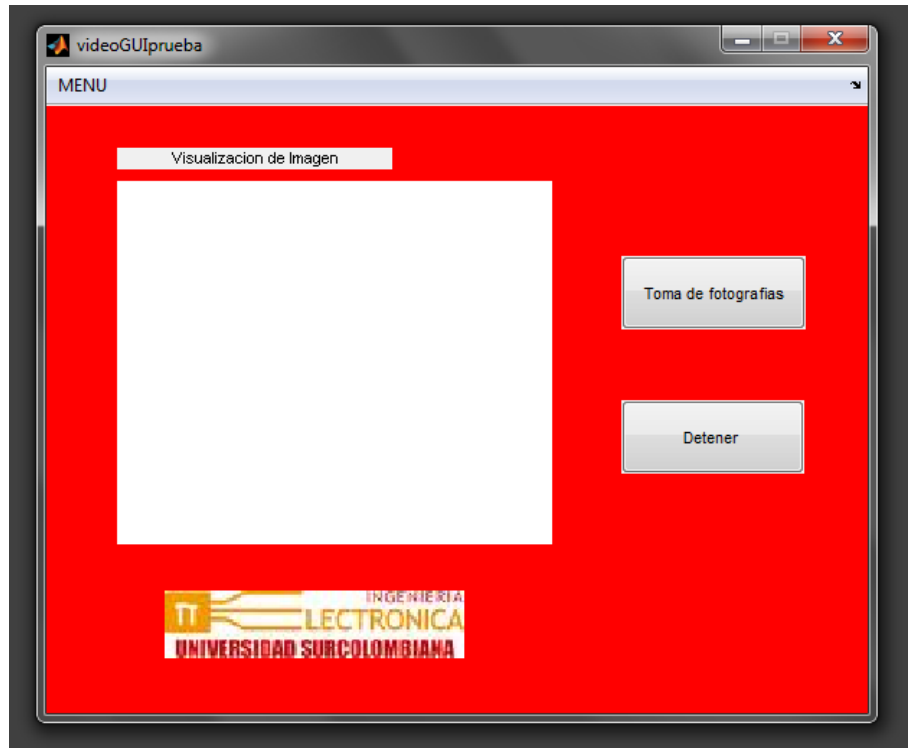 videoGUIprueba
MENU
Visualizacion de Imagen
Toma de fotografias
Detener
INGENIERIA
LECTRONICA
UNIVERSIDAD SURCOLOMBIANA